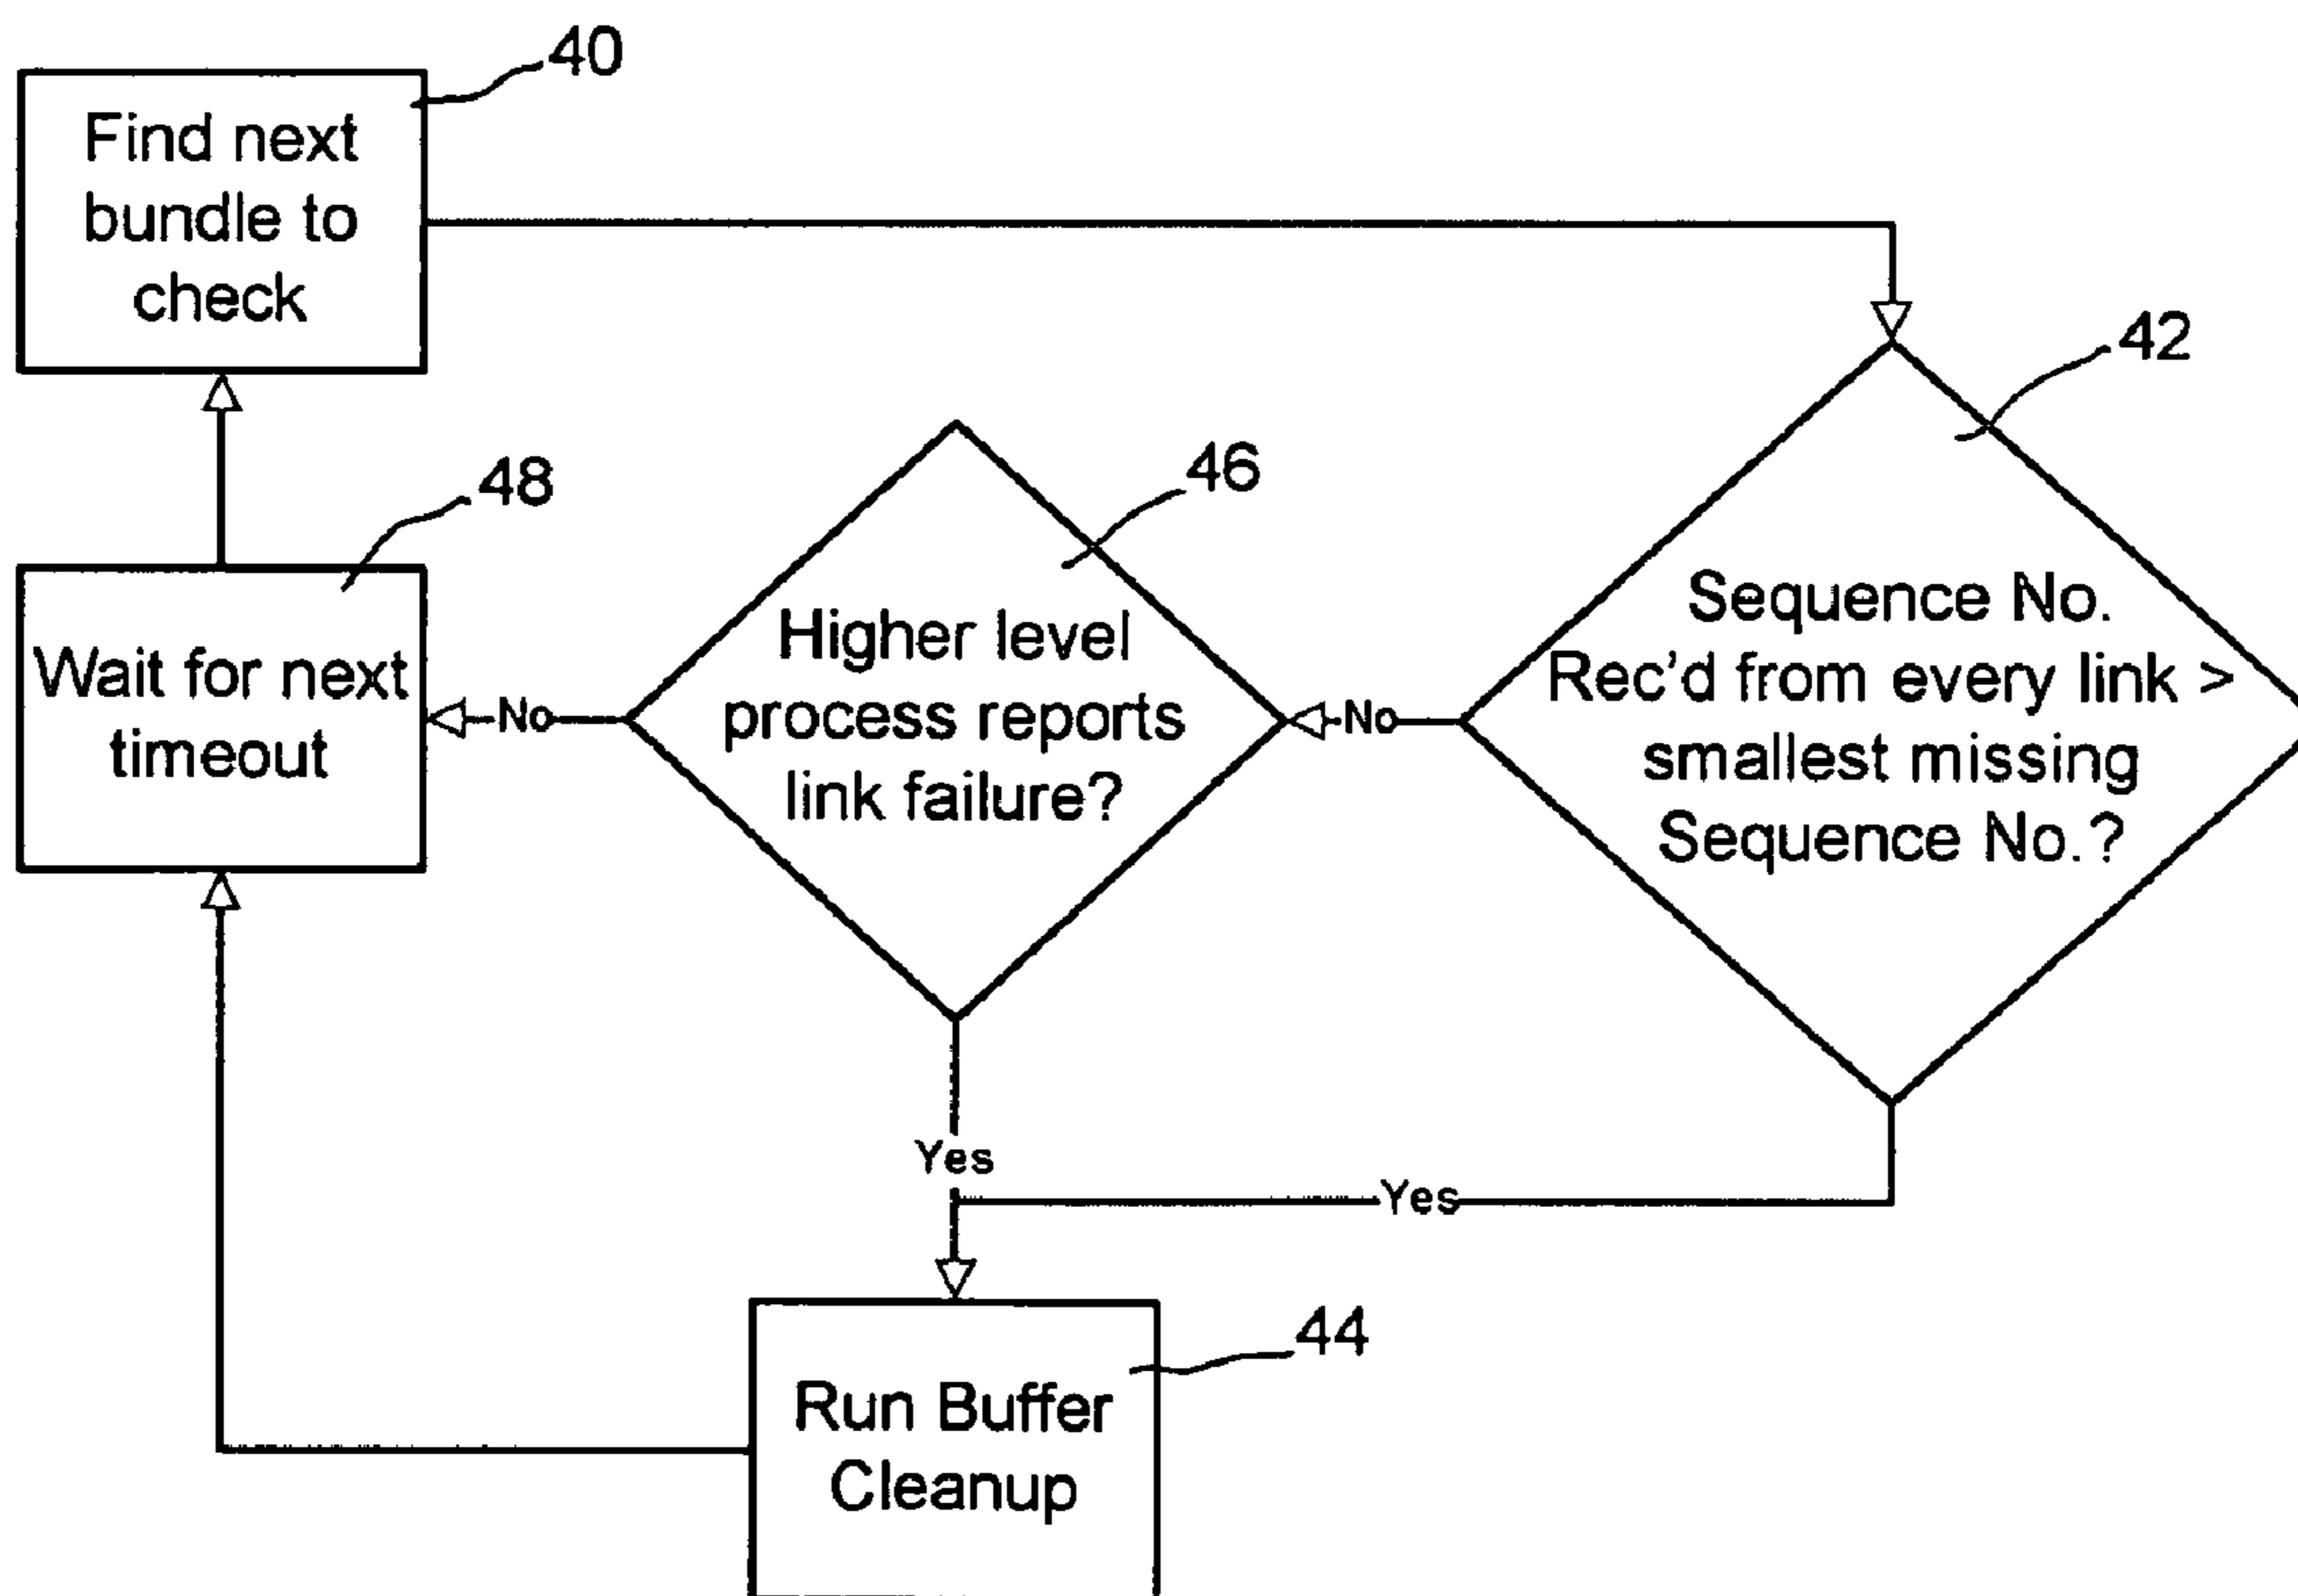 40
Find next
bundle to
check
42
Sequence No.
Rec'd from every link >
smallest missing
Sequence No.?
46
Higher level
process reports
link failure?
48
Wait for next
timeout
No
No
Yes
Yes
44
Run Buffer
Cleanup